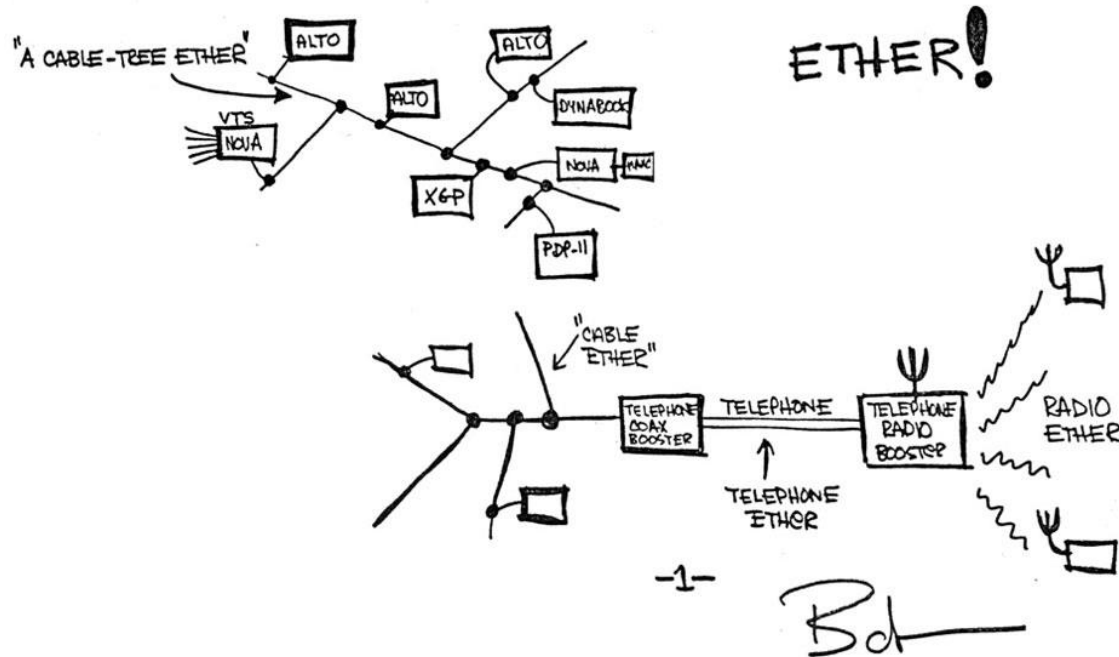 ETHER!
"A CABLE-TREE ETHER"
ALTO
ALTO
ALTO
DYNABOOK
VTS
NOVA
XGP
NOVA
PDP-11
"CABLE
ETHER"
TELEPHONE
COAX
BOOSTER
TELEPHONE
TELEPHONE
ETHER
TELEPHONE
RADIO
BOOSTER
RADIO
ETHER
-1-